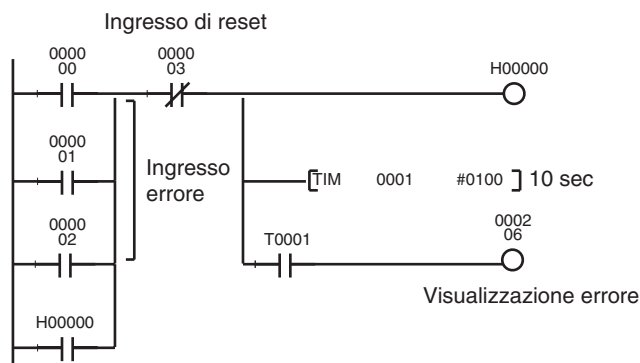 Ingresso di reset
0000
00
0000
03
H00000
0000
01
Ingresso
errore
TIM 0001 #0100 10 sec
0000
02
T0001
0002
06
Visualizzazione errore
H00000